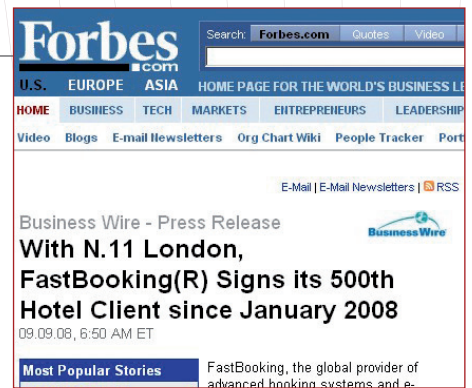 Forbes
.com
Search: Forbes.com Quotes Video
U.S. EUROPE ASIA HOME PAGE FOR THE WORLD'S BUSINESS LE
HOME BUSINESS TECH MARKETS ENTREPRENEURS LEADERSHIP
Video Blogs E-mail Newsletters Org Chart Wiki People Tracker Port
E-Mail | E-Mail Newsletters | RSS
Business Wire - Press Release
Business Wire
With N.11 London,
FastBooking(R) Signs its 500th
Hotel Client since January 2008
09.09.08, 6:50 AM ET
Most Popular Stories
FastBooking, the global provider of
advanced booking systems and e-